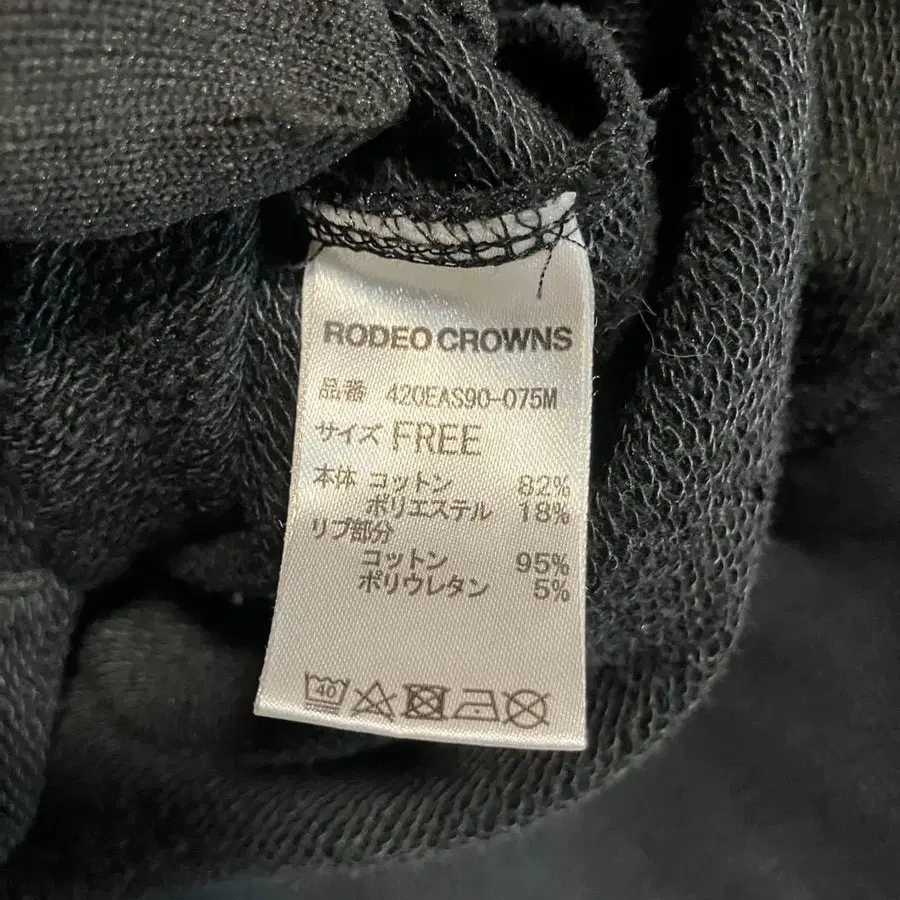 RODEO CROWNS
品番 420EAS90-075M
サイズ FREE
本体 コットン 82%
ポリエステル 18%
リブ部分
コットン 95%
ポリウレタン 5%
40